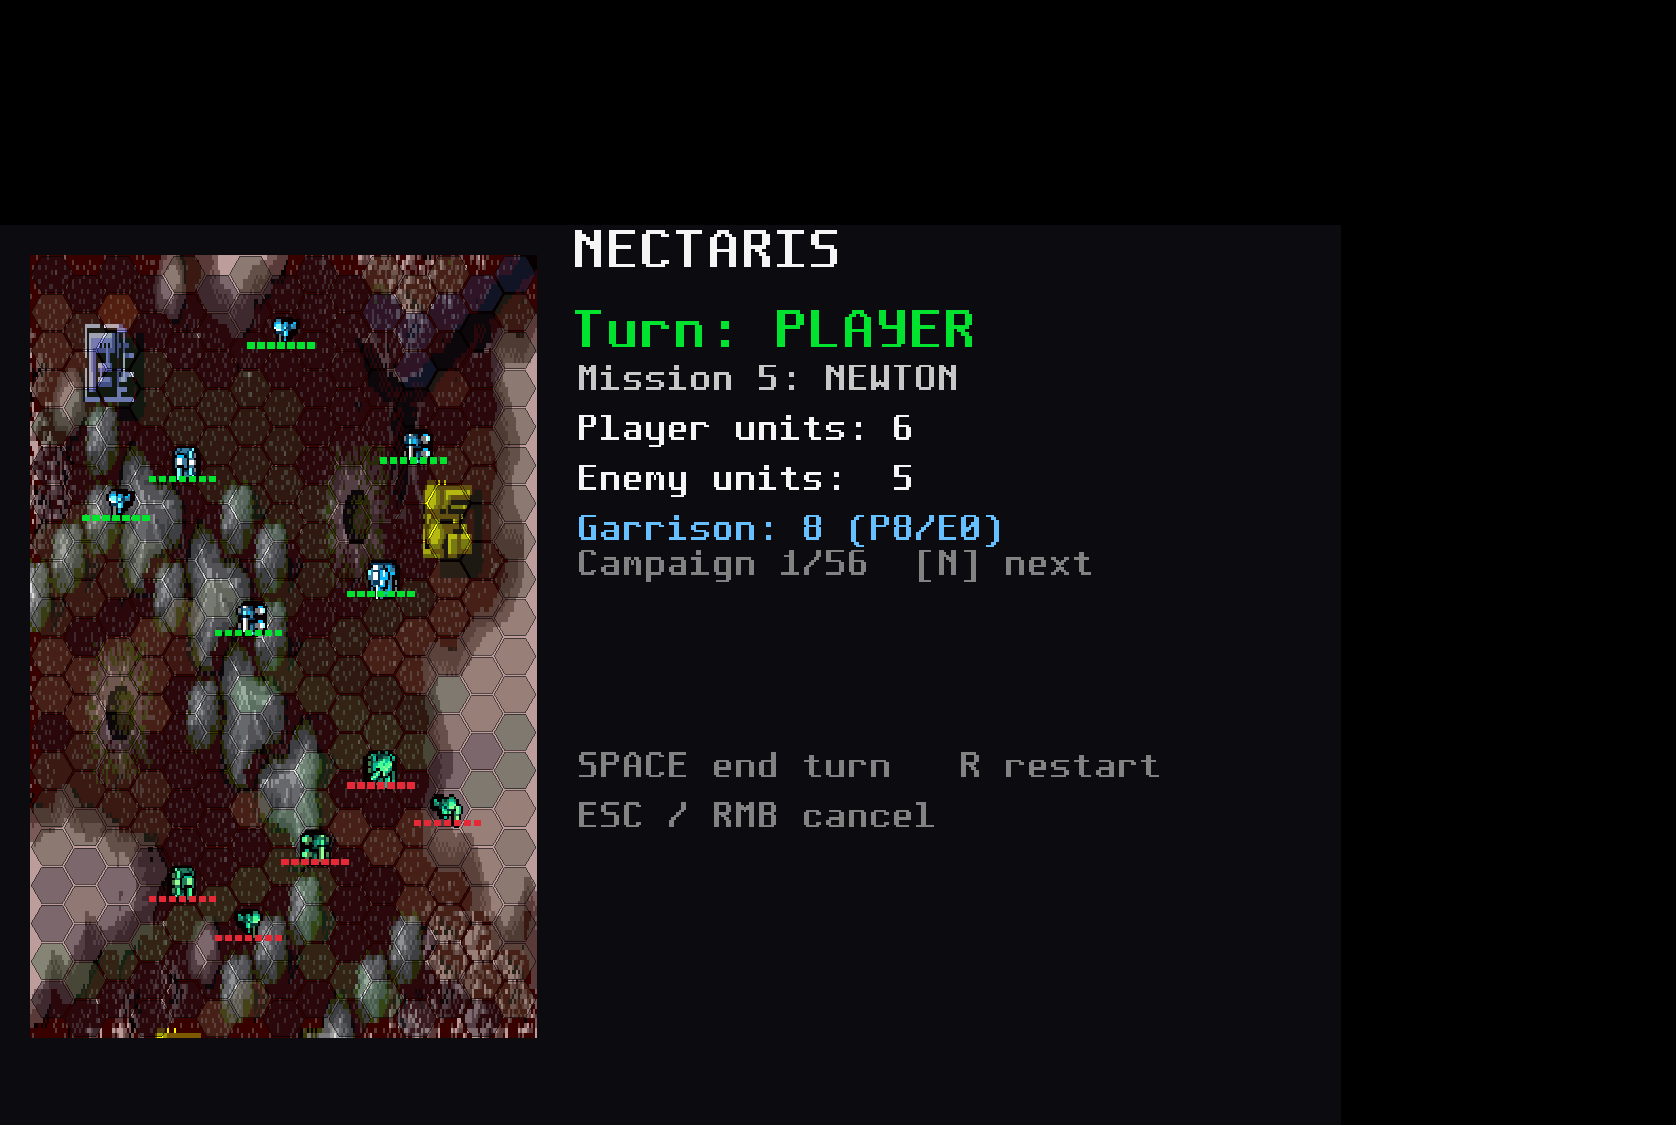 NECTARIS
Turn: PLAYER
Mission 5: NEWTON
Player units: 6
Enemy units: 5
Garrison: 8 (P8/E0)
Campaign 1/56 [N] next
SPACE end turn R restart
ESC / RMB cancel